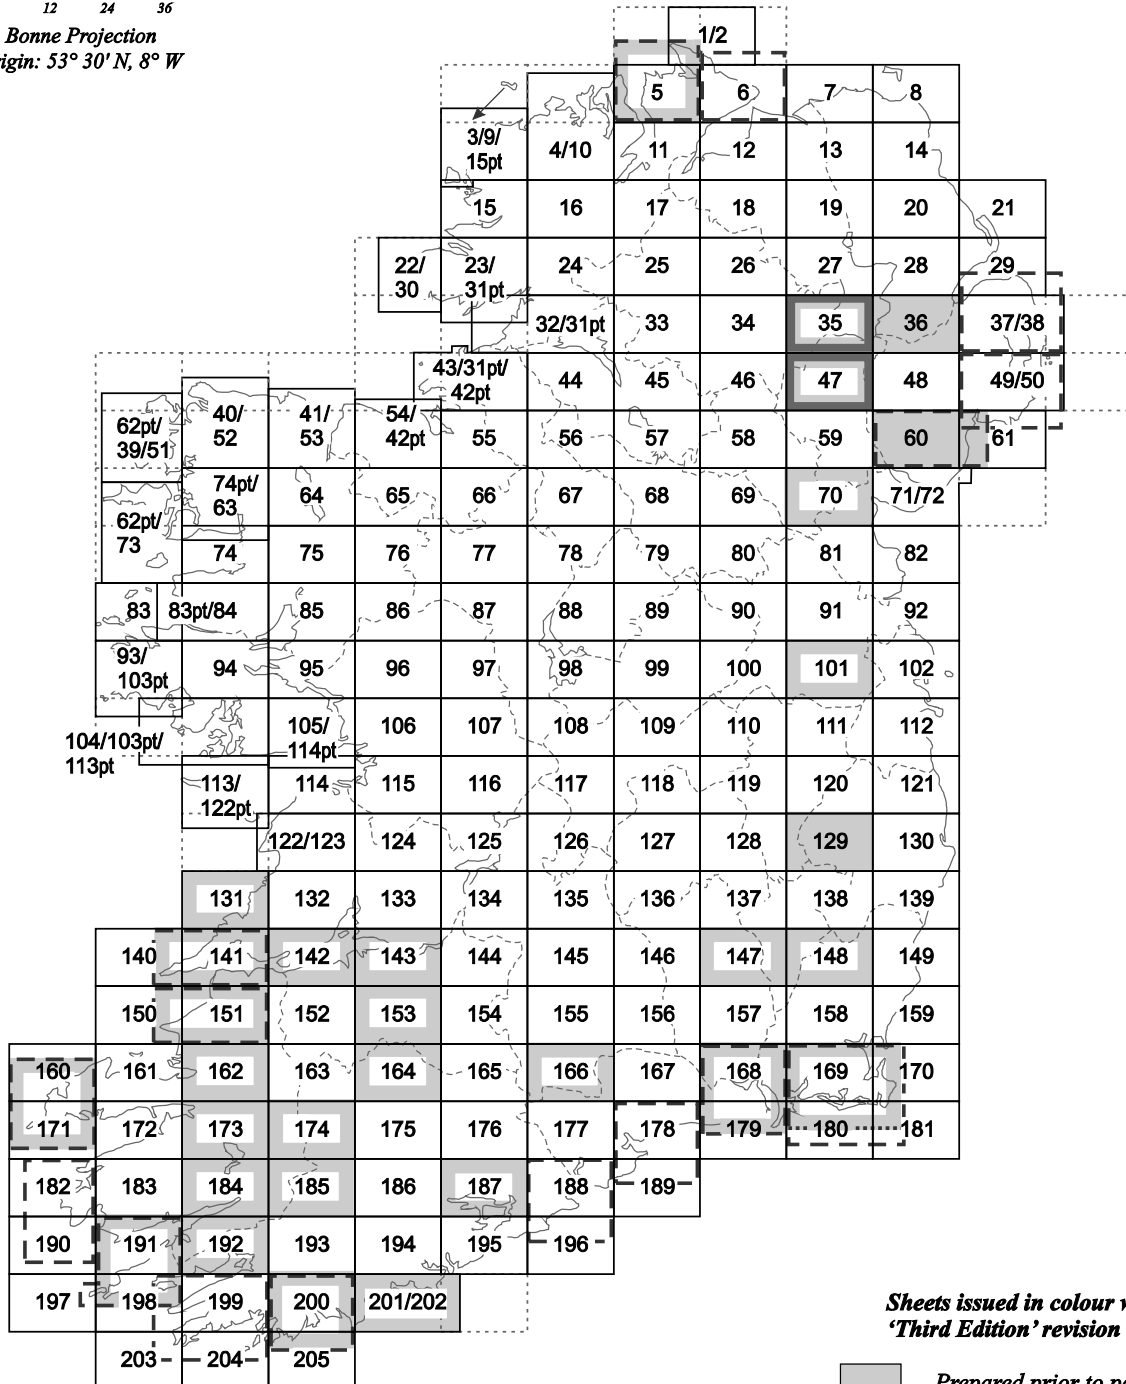 12 24 36
Bonne Projection
igin: 53° 30' N, 8° W
1/2
5 6 7 8
3/9/
15pt
4/10 11 12 13 14
15 16 17 18 19 20 21
22/
30
23/
31pt
24 25 26 27 28 29
32/31pt 33 34 35 36 37/38
43/31pt/
42pt
44 45 46 47 48 49/50
62pt/
39/51
40/
52
41/
53
54/
42pt
55 56 57 58 59 60 61
74pt/
63
64 65 66 67 68 69 70 71/72
62pt/
73
74 75 76 77 78 79 80 81 82
83 83pt/84 85 86 87 88 89 90 91 92
93/
103pt
94 95 96 97 98 99 100 101 102
104/103pt/
113pt
105/
114pt
106 107 108 109 110 111 112
113/
122pt
114 115 116 117 118 119 120 121
122/123 124 125 126 127 128 129 130
131 132 133 134 135 136 137 138 139
140 141 142 143 144 145 146 147 148 149
150 151 152 153 154 155 156 157 158 159
160 161 162 163 164 165 166 167 168 169 170
171 172 173 174 175 176 177 178 179 180 181
182 183 184 185 186 187 188 189
190 191 192 193 194 195 196
197 198 199 200 201/202
203 204 205
Sheets issued in colour
'Third Edition' revision
Prepared prior to